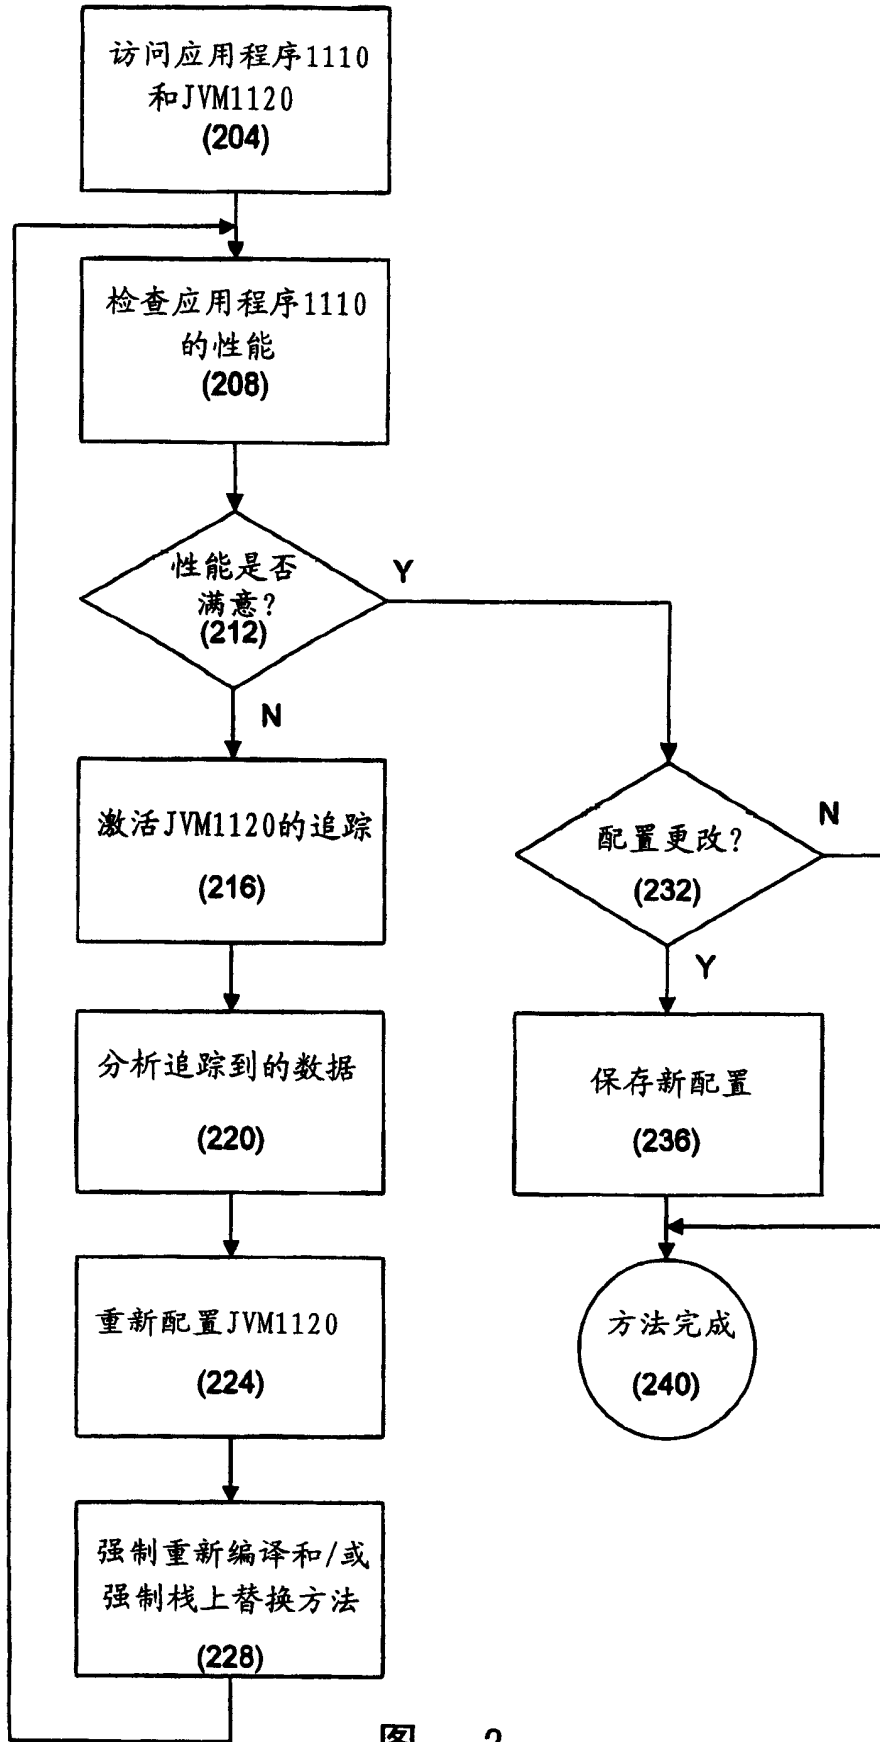 访问应用程序1110
和JVM1120
(204)
检查应用程序1110
的性能
(208)
性能是否
满意?
(212)
Y
N
激活JVM1120的追踪
(216)
分析追踪到的数据
(220)
重新配置JVM1120
(224)
强制重新编译和/或
强制栈上替换方法
(228)
配置更改?
(232)
N
Y
保存新配置
(236)
方法完成
(240)
图 2